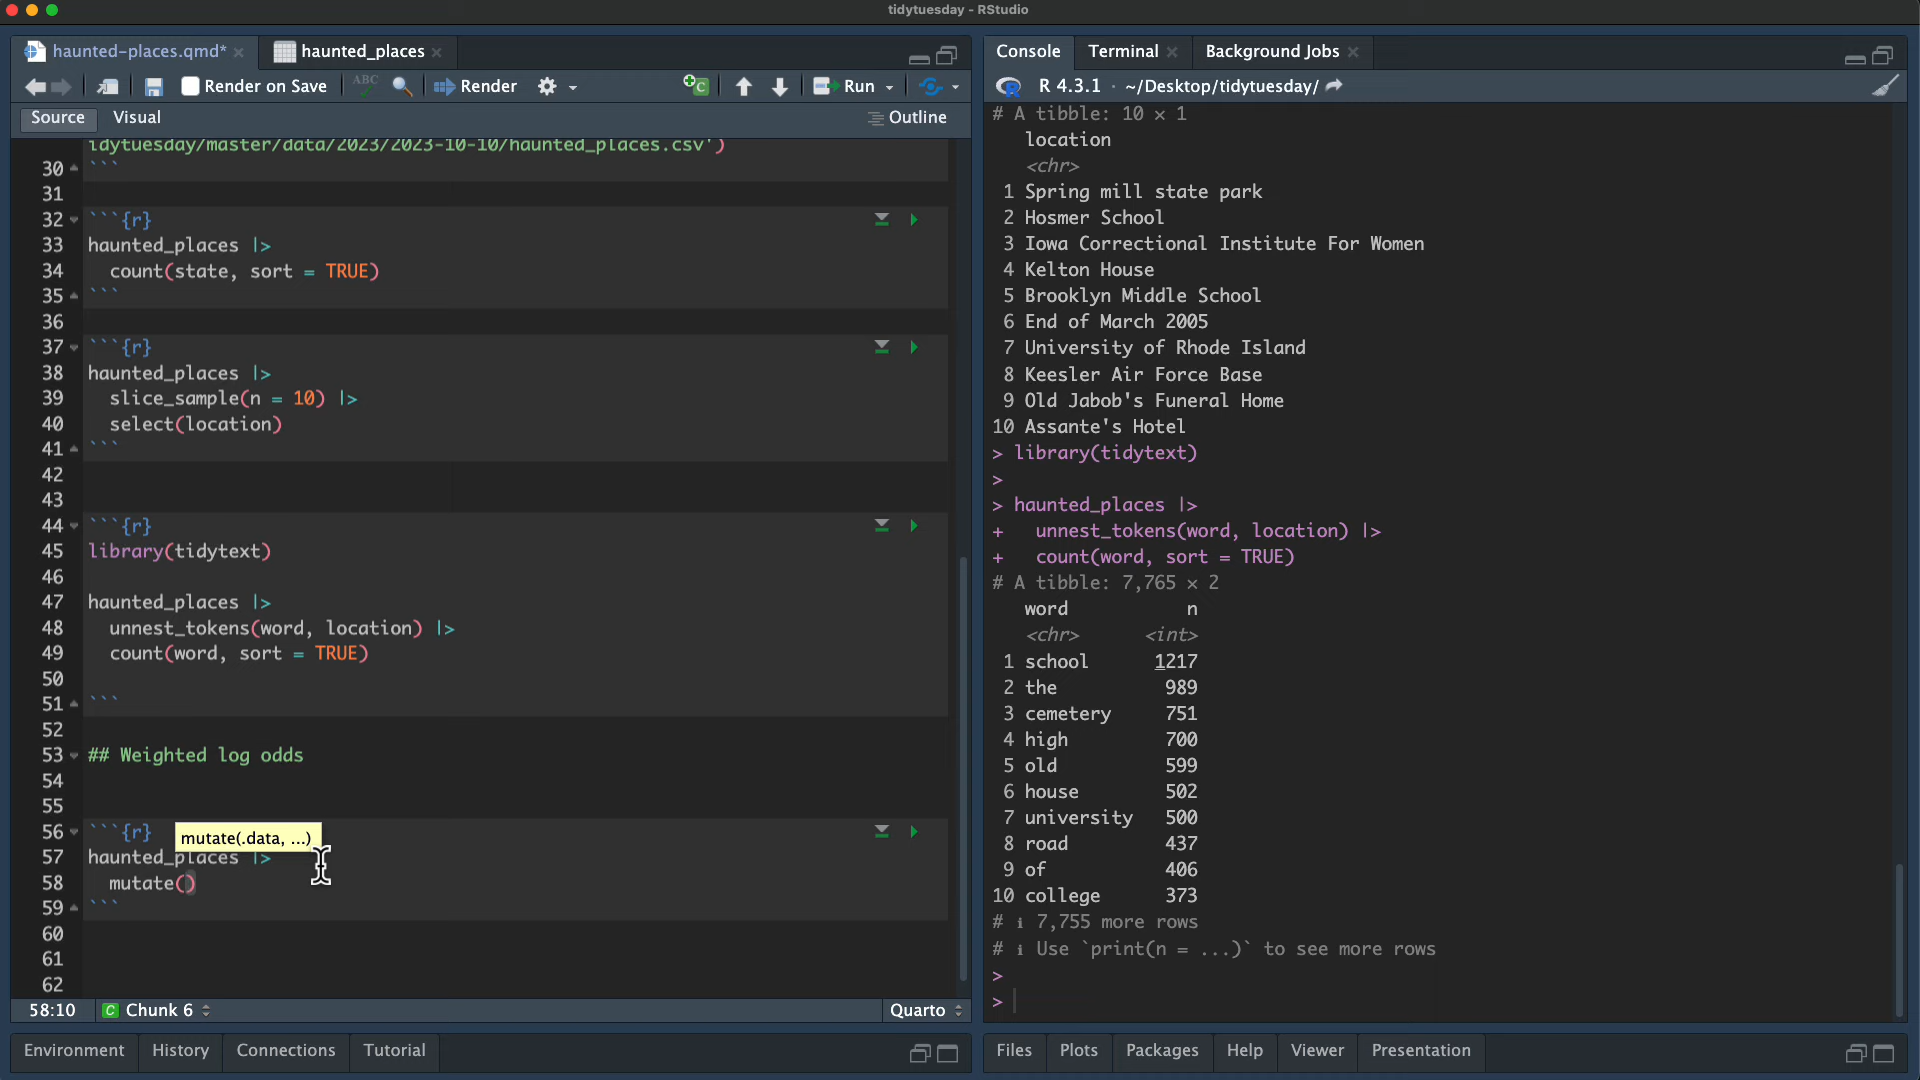 tidytuesday - RStudio
haunted-places.qmd*
haunted_places
Render on Save
ABC
Render
Run
Source
Visual
Outline
idytuesday/master/data/2023/2023-10-10/haunted_places.csv')
30 ```
31
32 ```{r}
33 haunted_places |>
34   count(state, sort = TRUE)
35 ```
36
37 ```{r}
38 haunted_places |>
39   slice_sample(n = 10) |>
40   select(location)
41 ```
42
43
44 ```{r}
45 library(tidytext)
46
47 haunted_places |>
48   unnest_tokens(word, location) |>
49   count(word, sort = TRUE)
50
51 ```
52
53 ## Weighted log odds
54
55
56 ```{r}
mutate(.data, ...)
57 haunted_places |>
58   mutate()
59 ```
60
61
62
58:10
C Chunk 6
Quarto
Environment
History
Connections
Tutorial
Console
Terminal
Background Jobs
R 4.3.1 · ~/Desktop/tidytuesday/
# A tibble: 10 × 1
location
<chr>
1 Spring mill state park
2 Hosmer School
3 Iowa Correctional Institute For Women
4 Kelton House
5 Brooklyn Middle School
6 End of March 2005
7 University of Rhode Island
8 Keesler Air Force Base
9 Old Jabob's Funeral Home
10 Assante's Hotel
> library(tidytext)
>
> haunted_places |>
+   unnest_tokens(word, location) |>
+   count(word, sort = TRUE)
# A tibble: 7,765 × 2
word n
<chr> <int>
1 school 1217
2 the 989
3 cemetery 751
4 high 700
5 old 599
6 house 502
7 university 500
8 road 437
9 of 406
10 college 373
# ℹ 7,755 more rows
# ℹ Use `print(n = ...)` to see more rows
>
>
Files
Plots
Packages
Help
Viewer
Presentation